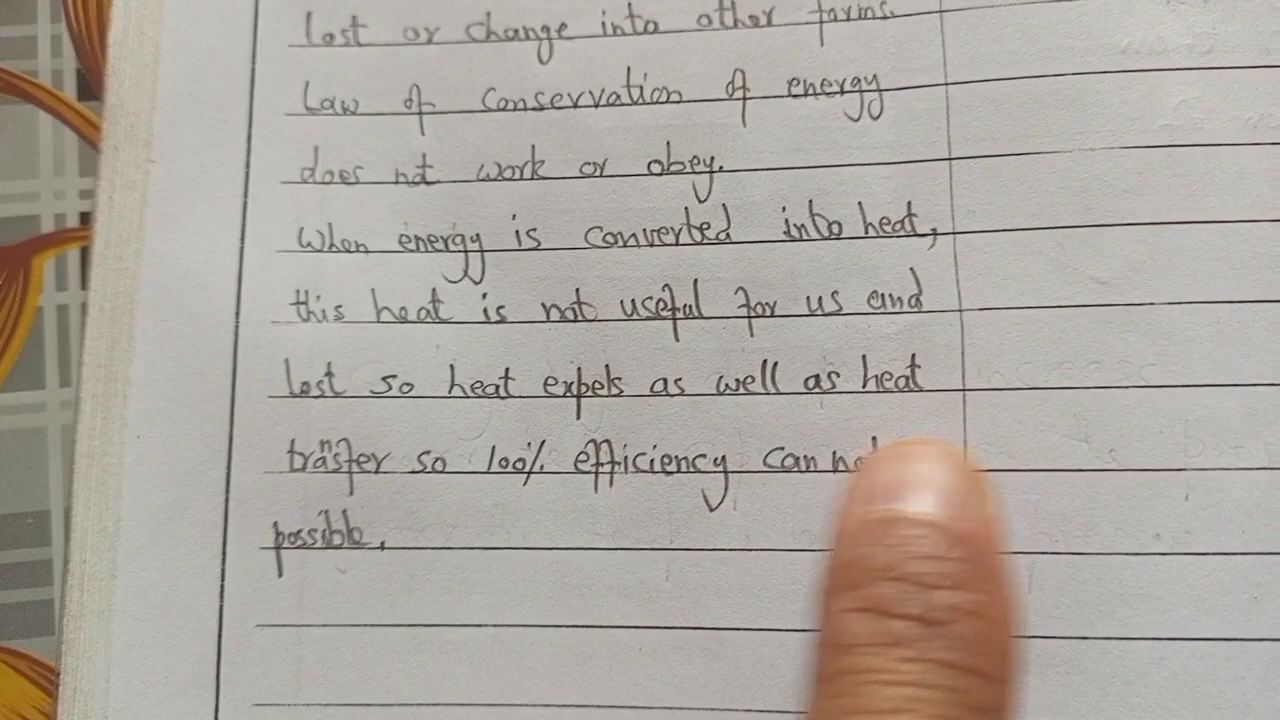 lost or change into other forms.
Law of conservation of energy
does not work or obey.
When energy is converted into heat,
this heat is not useful for us and
lost so heat expels as well as heat
transfer so 100% efficiency can
possible.